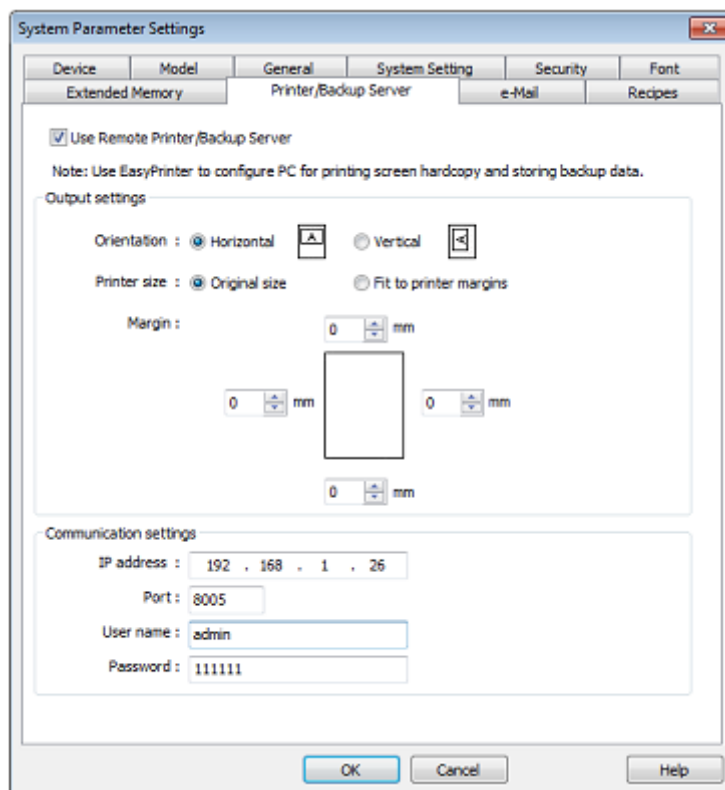 System Parameter Settings
Device Model General System Setting Security Font
Extended Memory Printer/Backup Server e-Mail Recipes
Use Remote Printer/Backup Server
Note: Use EasyPrinter to configure PC for printing screen hardcopy and storing backup data.
Output settings
Orientation : Horizontal A Vertical A
Printer size : Original size Fit to printer margins
Margin : 0 mm
0 mm 0 mm
0 mm
Communication settings
IP address : 192 . 168 . 1 . 26
Port : 8005
User name : admin
Password : 111111
OK Cancel Help